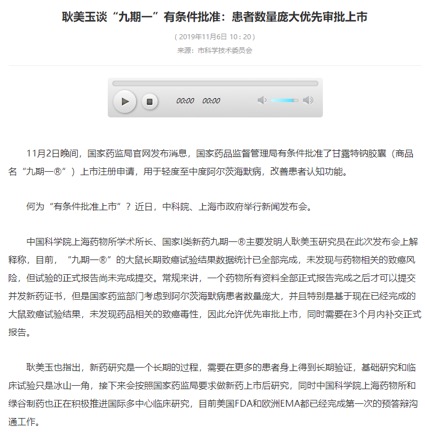 耿美玉谈“九期一”有条件批准：患者数量庞大优先审批上市
（2019年11月6日 10：20）
来源：市科学技术委员会
00:00 00:00
11月2日晚间，国家药监局官网发布消息，国家药品监督管理局有条件批准了甘露特钠胶囊（商品
名“九期一®”）上市注册申请，用于轻度至中度阿尔茨海默病，改善患者认知功能。
何为“有条件批准上市”？近日，中科院、上海市政府举行新闻发布会。
中国科学院上海药物所学术所长、国家I类新药九期一®主要发明人耿美玉研究员在此次发布会上解
释称，目前，“九期一®”的大鼠长期致癌试验结果数据统计已全部完成，未发现与药物相关的致癌风
险，但试验的正式报告尚未完成提交。常规来讲，一个药物所有资料全部正式报告完成之后才可以提交
并发新药证书，但是国家药监部门考虑到阿尔茨海默病患者数量庞大，并且特别是基于现在已经完成的
大鼠致癌试验结果，未发现药品相关的致癌毒性，因此允许优先审批上市，同时需要在3个月内补交正式
报告。
耿美玉也指出，新药研究是一个长期的过程，需要在更多的患者身上得到长期验证，基础研究和临
床试验只是冰山一角，接下来会按照国家药监局要求做新药上市后研究，同时中国科学院上海药物所和
绿谷制药也正在积极推进国际多中心临床研究，目前美国FDA和欧洲EMA都已经完成第一次的预答辩沟
通工作。